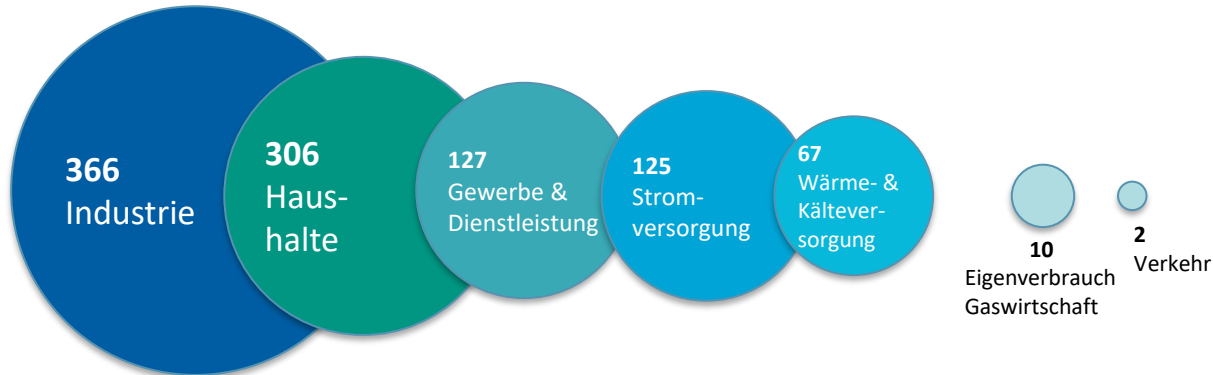 366
Industrie
306
Haus-
halte
127
Gewerbe &
Dienstleistung
125
Strom-
versorgung
67
Wärme- &
Kältever-
sorgung
10
Eigenverbrauch
Gaswirtschaft
2
Verkehr